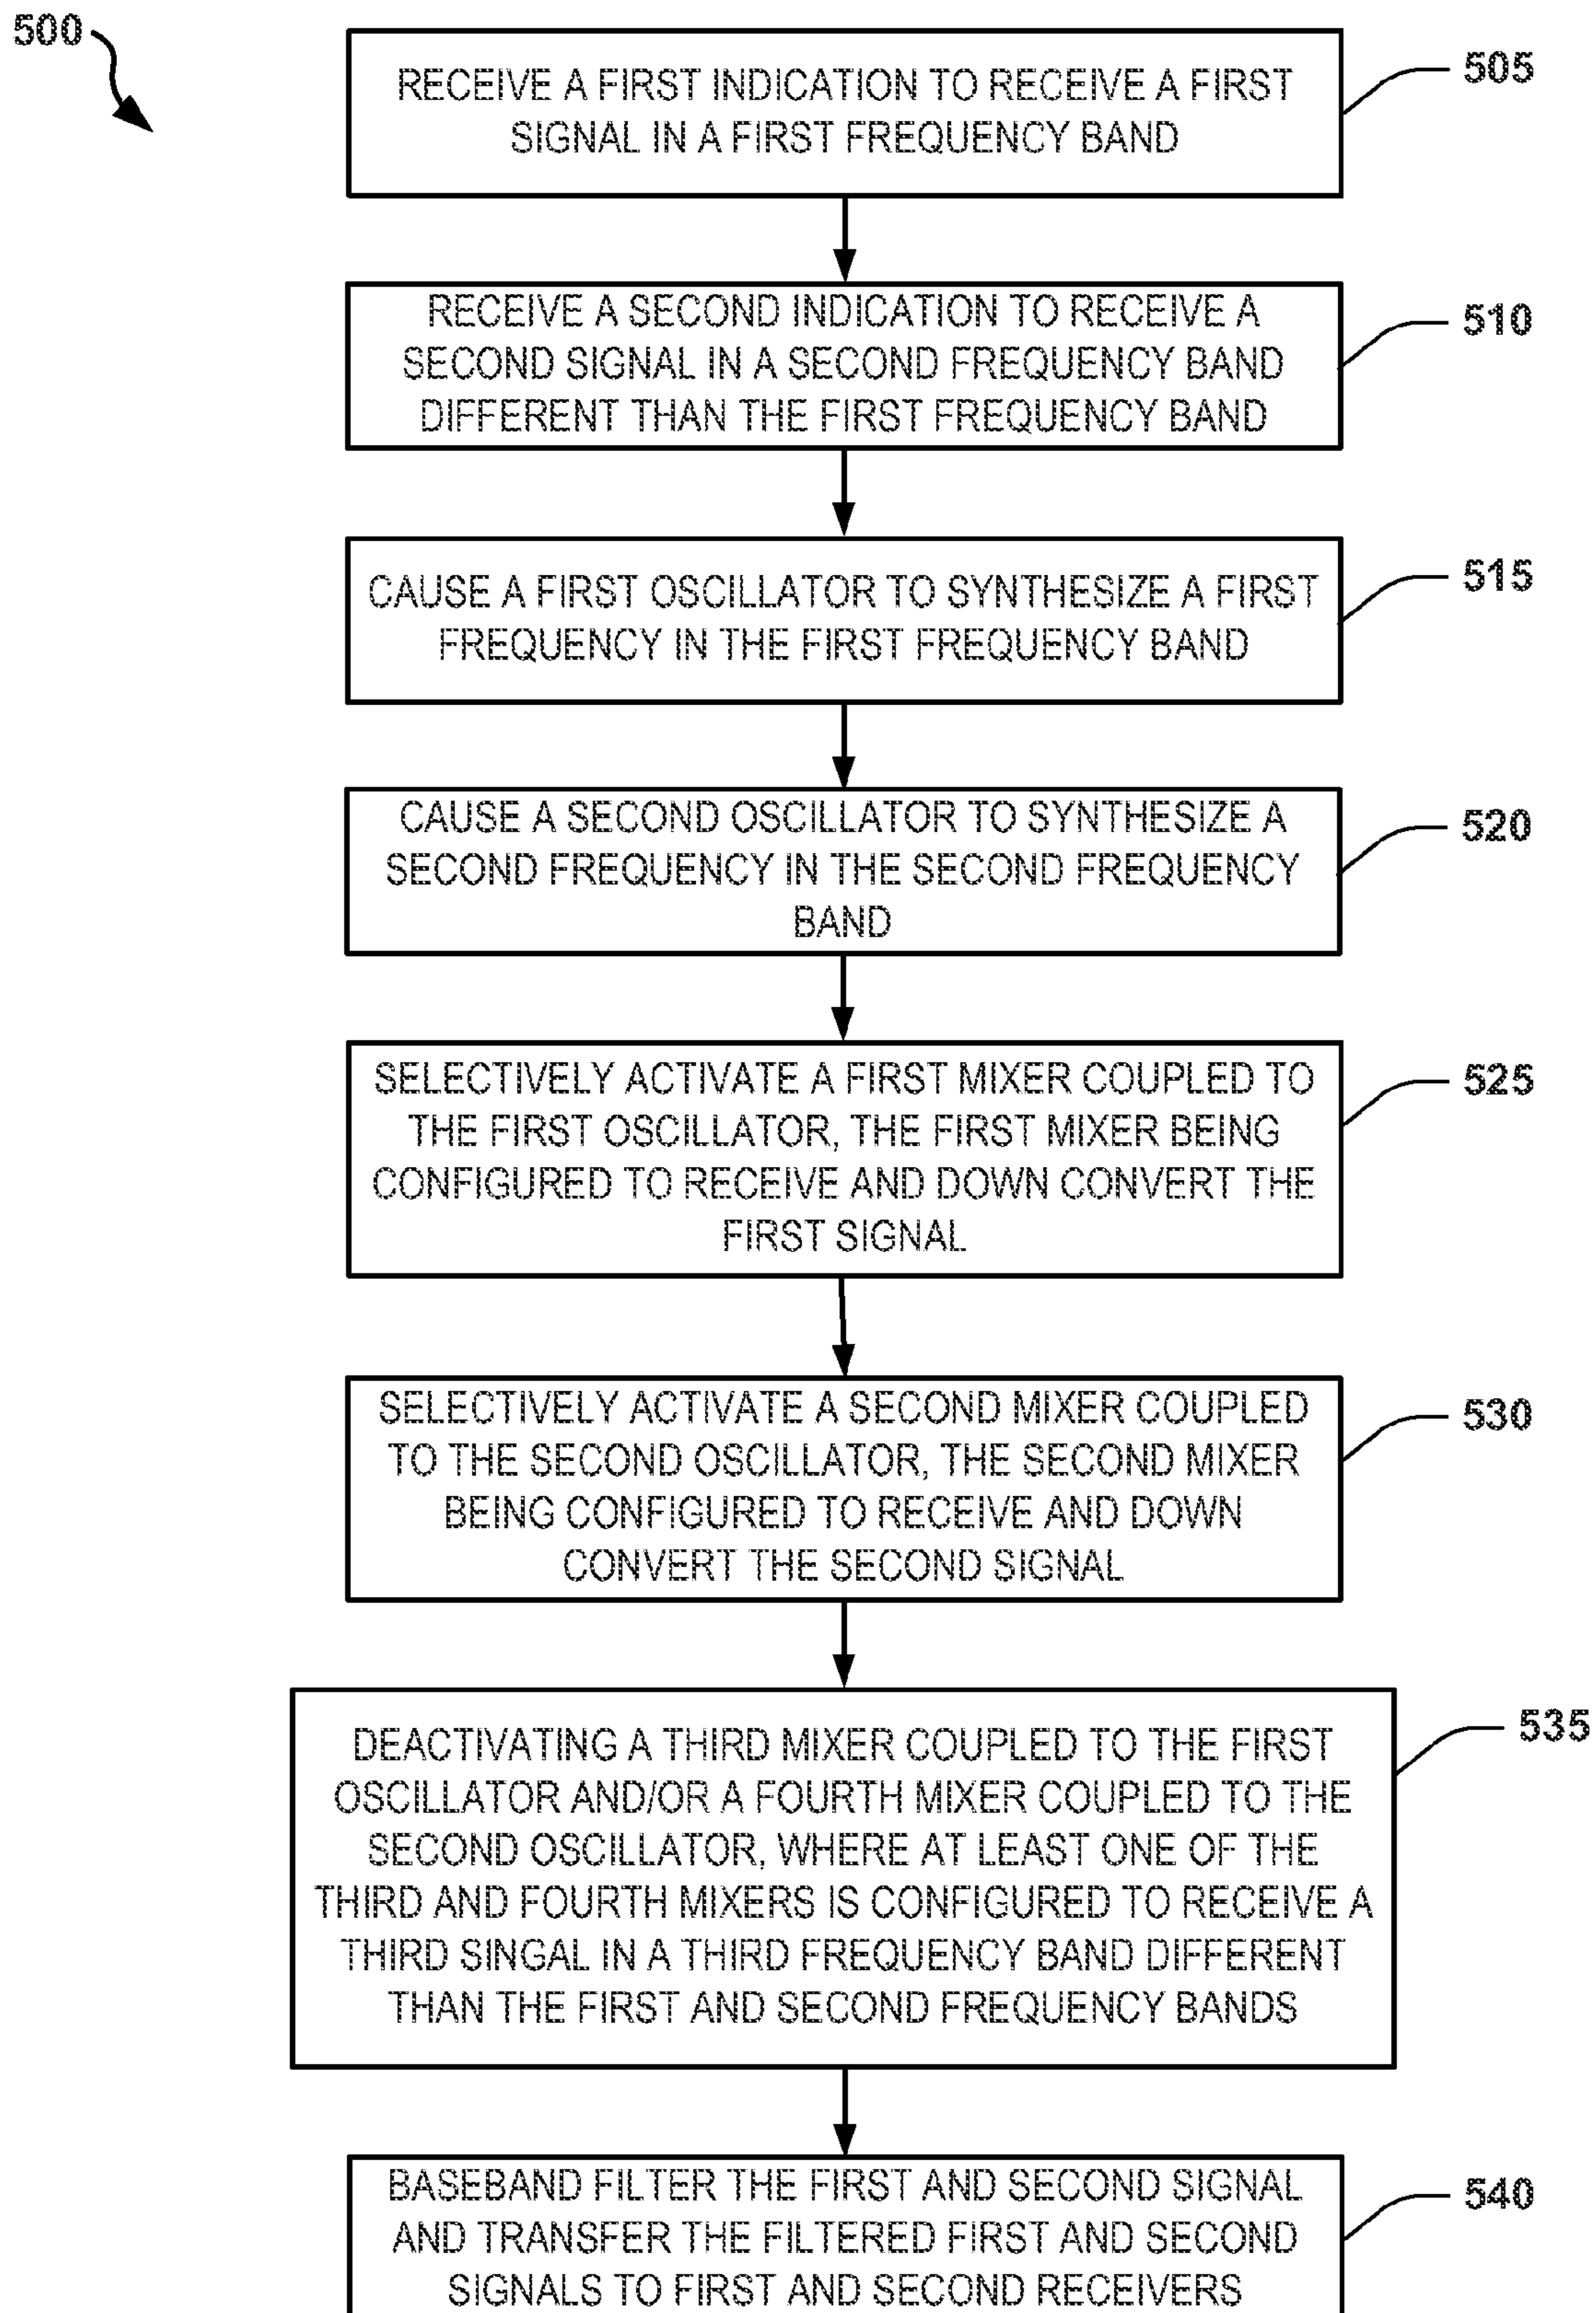 500
RECEIVE A FIRST INDICATION TO RECEIVE A FIRST
SIGNAL IN A FIRST FREQUENCY BAND
505
RECEIVE A SECOND INDICATION TO RECEIVE A
SECOND SIGNAL IN A SECOND FREQUENCY BAND
DIFFERENT THAN THE FIRST FREQUENCY BAND
510
CAUSE A FIRST OSCILLATOR TO SYNTHESIZE A FIRST
FREQUENCY IN THE FIRST FREQUENCY BAND
515
CAUSE A SECOND OSCILLATOR TO SYNTHESIZE A
SECOND FREQUENCY IN THE SECOND FREQUENCY
BAND
520
SELECTIVELY ACTIVATE A FIRST MIXER COUPLED TO
THE FIRST OSCILLATOR, THE FIRST MIXER BEING
CONFIGURED TO RECEIVE AND DOWN CONVERT THE
FIRST SIGNAL
525
SELECTIVELY ACTIVATE A SECOND MIXER COUPLED
TO THE SECOND OSCILLATOR, THE SECOND MIXER
BEING CONFIGURED TO RECEIVE AND DOWN
CONVERT THE SECOND SIGNAL
530
DEACTIVATING A THIRD MIXER COUPLED TO THE FIRST
OSCILLATOR AND/OR A FOURTH MIXER COUPLED TO THE
SECOND OSCILLATOR, WHERE AT LEAST ONE OF THE
THIRD AND FOURTH MIXERS IS CONFIGURED TO RECEIVE A
THIRD SINGAL IN A THIRD FREQUENCY BAND DIFFERENT
THAN THE FIRST AND SECOND FREQUENCY BANDS
535
BASEBAND FILTER THE FIRST AND SECOND SIGNAL
AND TRANSFER THE FILTERED FIRST AND SECOND
SIGNALS TO FIRST AND SECOND RECEIVERS
540